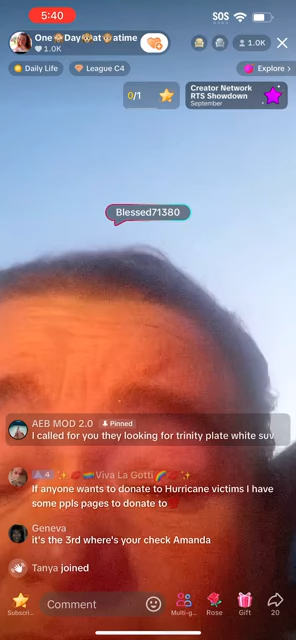 5:40
SOS
One🐵Day🐵at🐵atime
1.0K
1.0K
Daily Life
League C4
Explore >
0/1
Creator Network
RTS Showdown
September
Blessed71380
AEB MOD 2.0 Pinned
I called for you they looking for trinity plate white suv
4 ✨💋🏳️‍🌈Viva La Gotti🌈💋✨
If anyone wants to donate to Hurricane victims I have
some ppls pages to donate to
Geneva
it's the 3rd where's your check Amanda
Tanya joined
Subscri...
Comment
Multi-g...
Rose
Gift
20